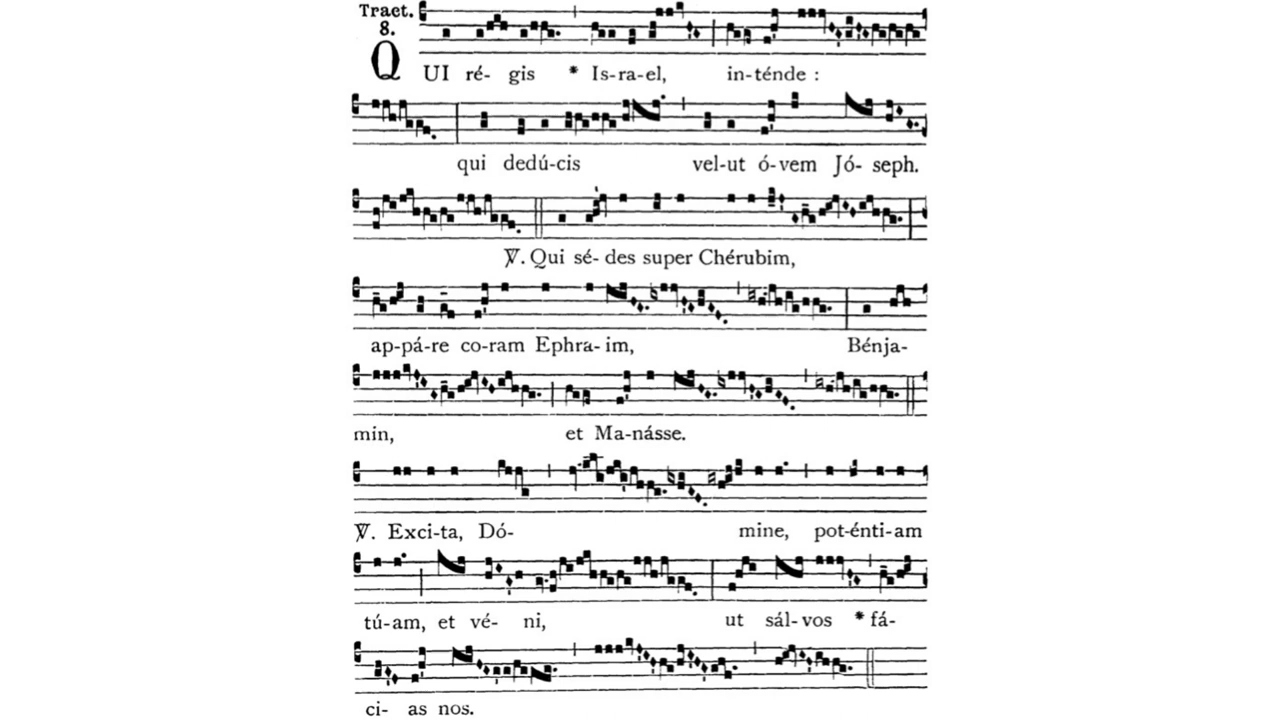 Tract.
8.
QUI ré- gis * Is-ra-el, in-ténde :
qui dedú-cis vel-ut ó-vem Jó- seph.
℣. Qui sé- des super Chérubim,
ap-pá-re co-ram Ephra- im, Bénja-
min, et Ma-násse.
℣. Exci-ta, Dó- mine, pot-énti-am
tú-am, et vé- ni, ut sál-vos * fá-
ci- as nos.